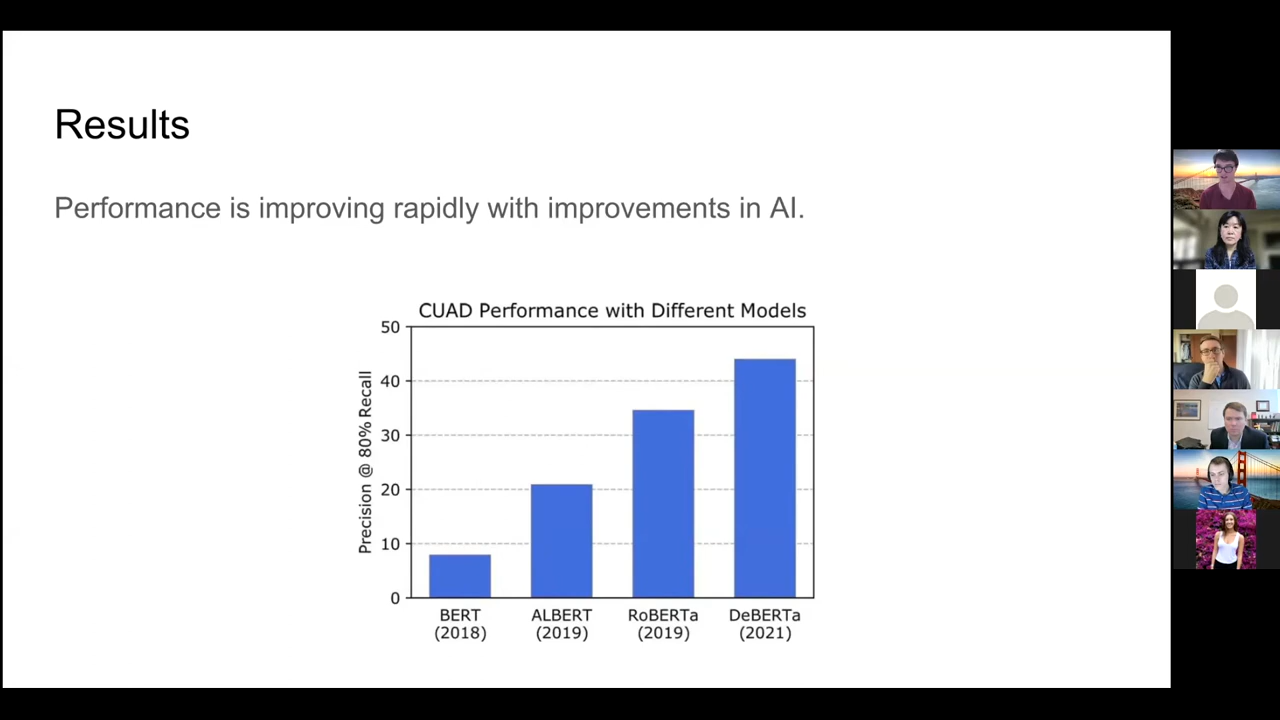 Results
Performance is improving rapidly with improvements in AI.
CUAD Performance with Different Models
Precision @ 80% Recall
50
40
30
20
10
0
BERT
(2018)
ALBERT
(2019)
RoBERTa
(2019)
DeBERTa
(2021)